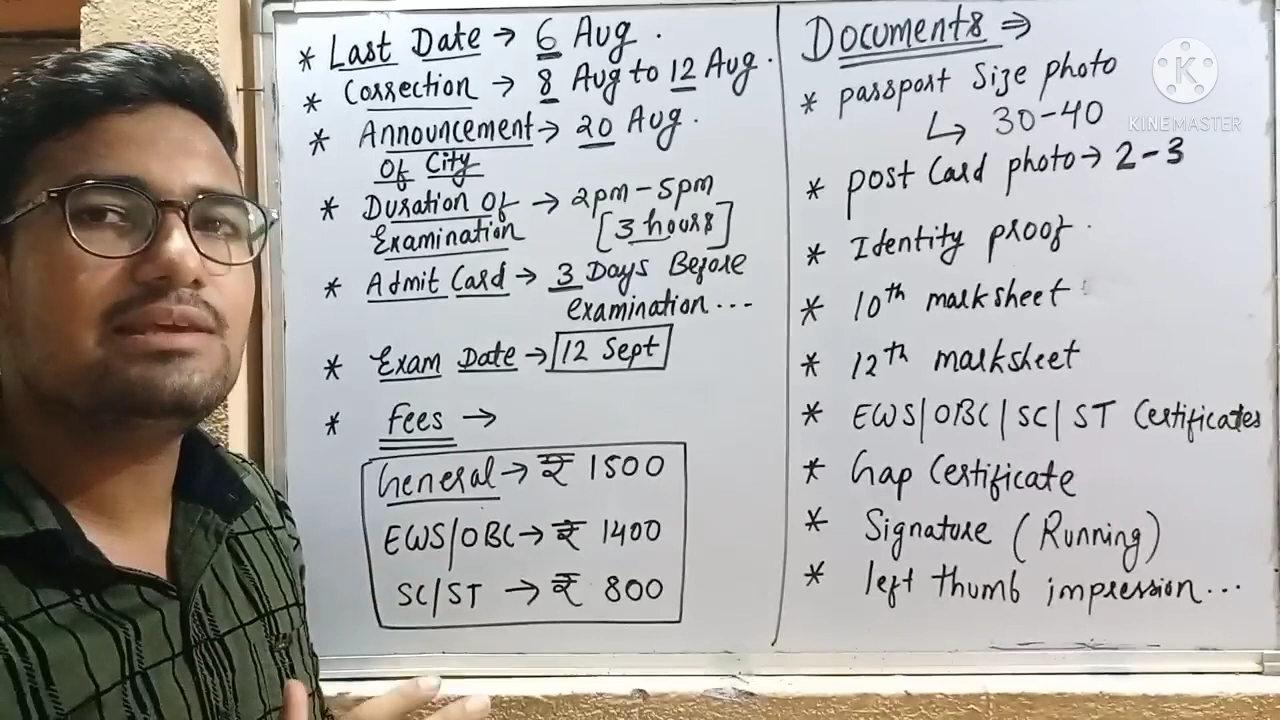 * Last Date → 6 Aug.
* Correction → 8 Aug to 12 Aug.
* Announcement → 20 Aug.
Of City
* Duration Of → 2pm - 5pm
Examination [3 hours]
* Admit Card → 3 Days Before
examination...
* Exam Date → 12 Sept
* Fees →
General → ₹ 1500
EWS/OBC → ₹ 1400
SC/ST → ₹ 800
Documents ⇒
* passport Size photo
↳ 30-40
* post Card photo → 2-3
* Identity proof.
* 10th marksheet
* 12th marksheet
* EWS/OBC/SC/ST Certificates
* Gap Certificate
* Signature (Running)
* left thumb impression...
K
KINEMASTER